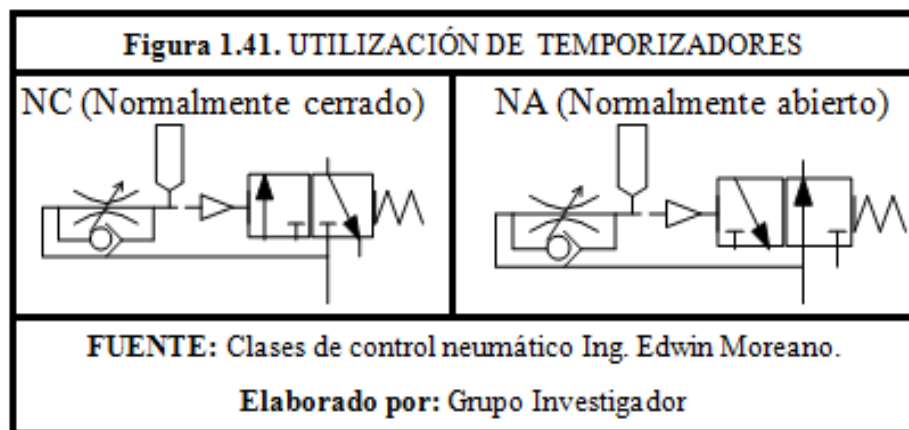 Figura 1.41. UTILIZACIÓN DE TEMPORIZADORES
NC (Normalmente cerrado)
NA (Normalmente abierto)
FUENTE: Clases de control neumático Ing. Edwin Moreano.
Elaborado por: Grupo Investigador